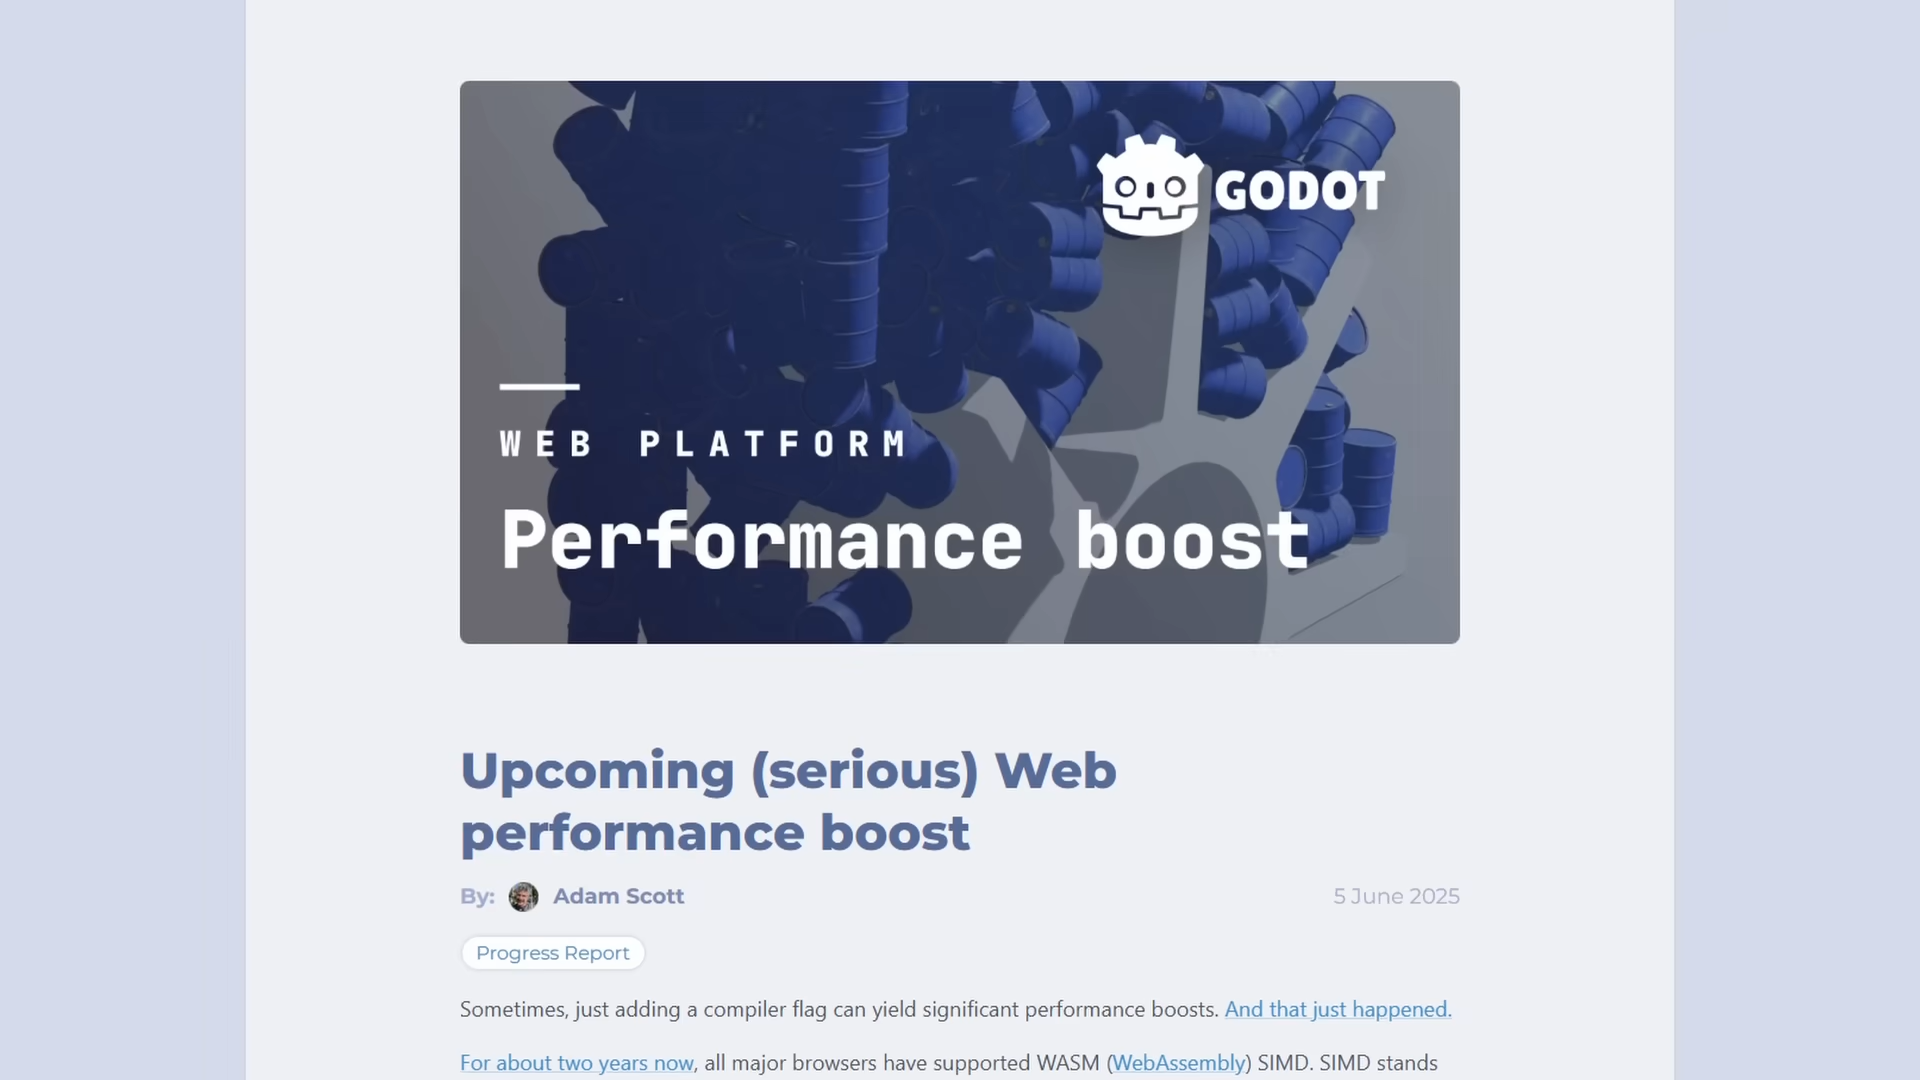 GODOT
WEB PLATFORM
Performance boost
Upcoming (serious) Web
performance boost
By: Adam Scott
5 June 2025
Progress Report
Sometimes, just adding a compiler flag can yield significant performance boosts. And that just happened.
For about two years now, all major browsers have supported WASM (WebAssembly) SIMD. SIMD stands